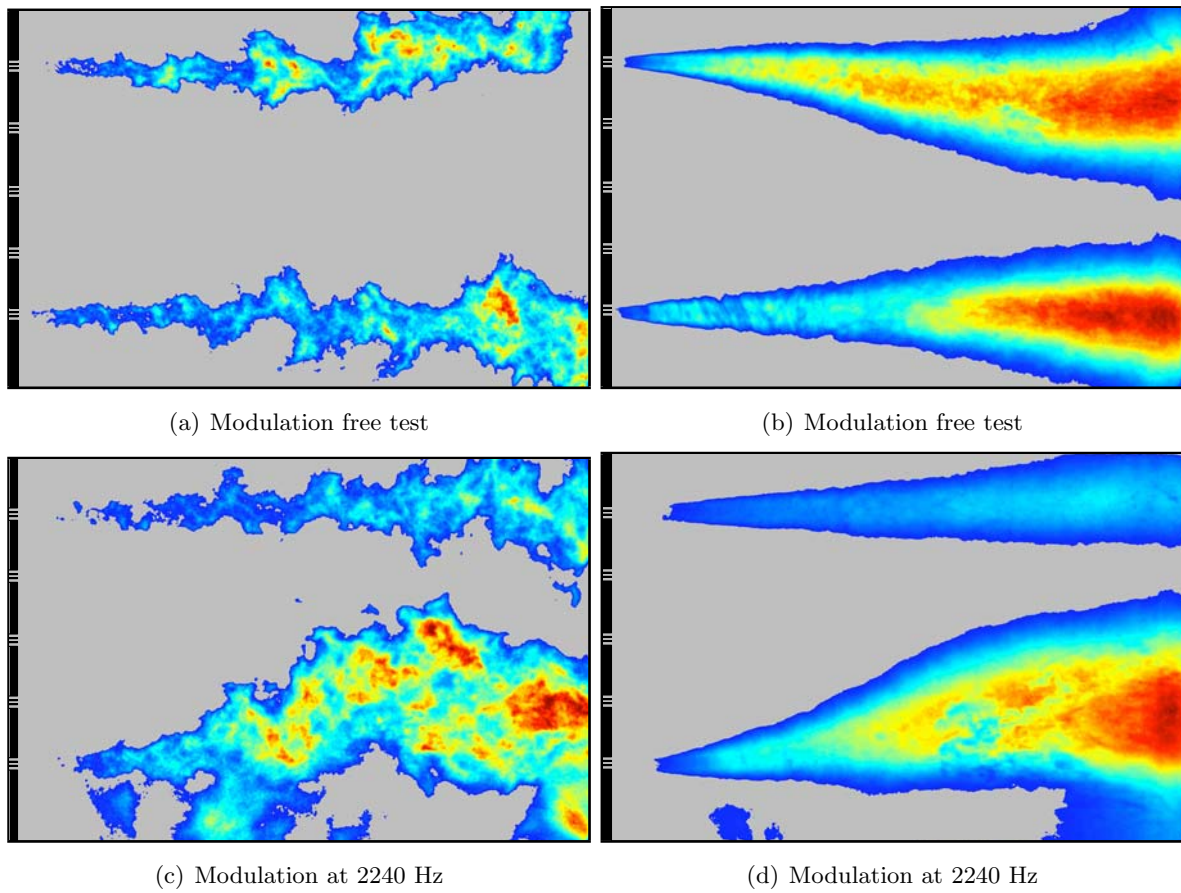 (a) Modulation free test
(b) Modulation free test
(c) Modulation at 2240 Hz
(d) Modulation at 2240 Hz